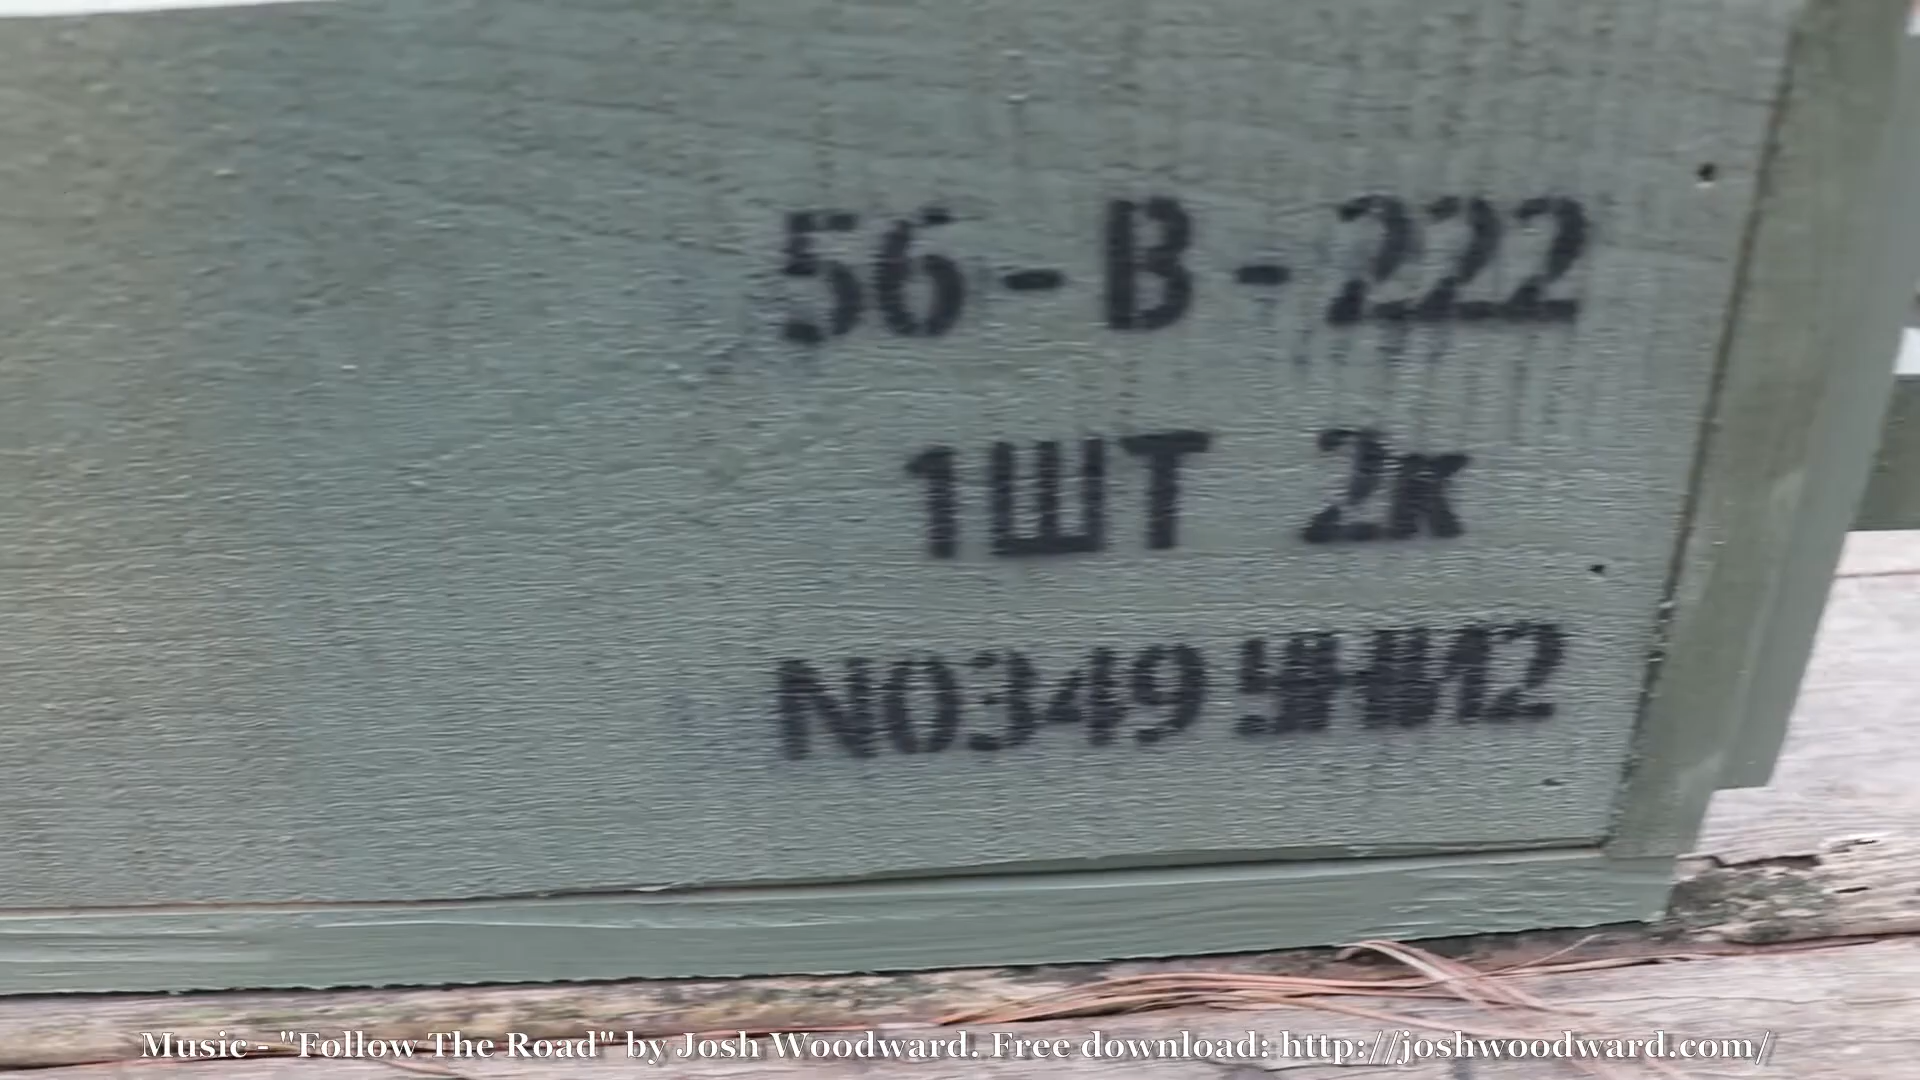 56-В-222
1ШТ 2к
N0349
Music - "Follow The Road" by Josh Woodward. Free download: http://joshwoodward.com/